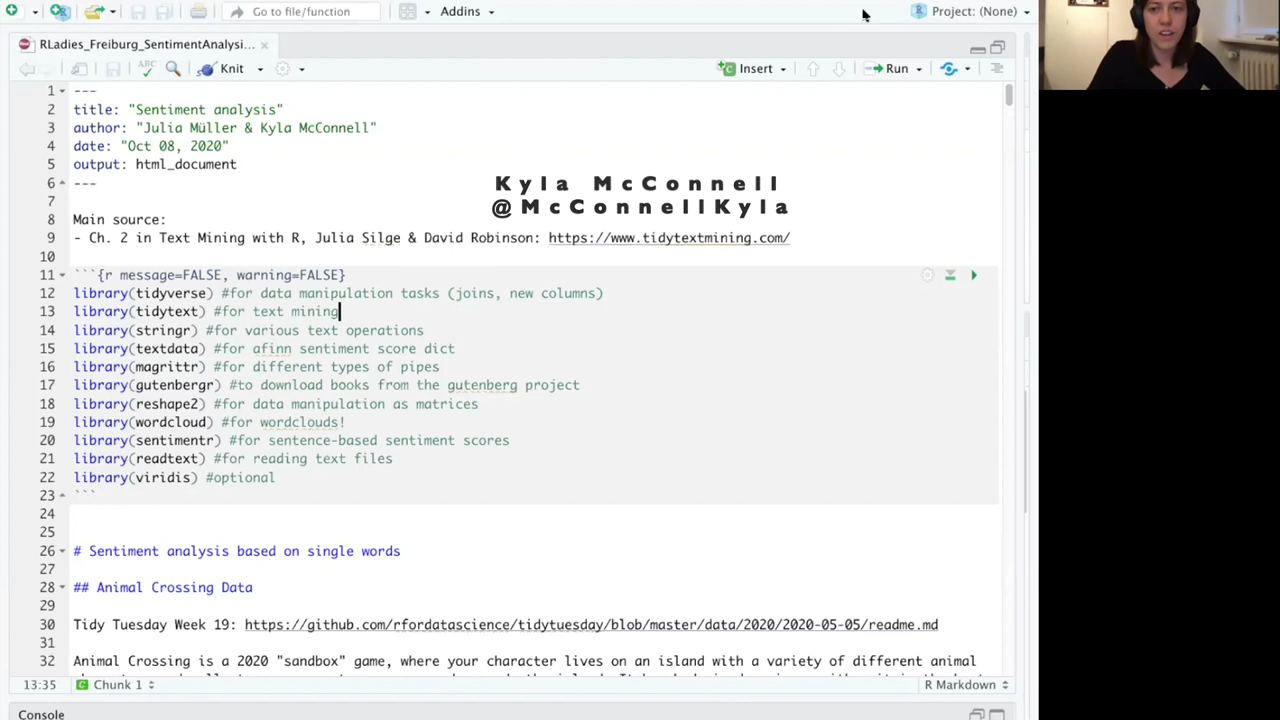 Go to file/function
Addins
Project: (None)
RLadies_Freiburg_SentimentAnalysi...
ABC
Knit
Insert
Run
1 ---
2 title: "Sentiment analysis"
3 author: "Julia Müller & Kyla McConnell"
4 date: "Oct 08, 2020"
5 output: html_document
6 ---
Kyla McConnell
@McConnellKyla
7
8 Main source:
9 - Ch. 2 in Text Mining with R, Julia Silge & David Robinson: https://www.tidytextmining.com/
10
11 ```{r message=FALSE, warning=FALSE}
12 library(tidyverse) #for data manipulation tasks (joins, new columns)
13 library(tidytext) #for text mining
14 library(stringr) #for various text operations
15 library(textdata) #for afinn sentiment score dict
16 library(magrittr) #for different types of pipes
17 library(gutenbergr) #to download books from the gutenberg project
18 library(reshape2) #for data manipulation as matrices
19 library(wordcloud) #for wordclouds!
20 library(sentimentr) #for sentence-based sentiment scores
21 library(readtext) #for reading text files
22 library(viridis) #optional
23 ```
24
25
26 # Sentiment analysis based on single words
27
28 ## Animal Crossing Data
29
30 Tidy Tuesday Week 19: https://github.com/rfordatascience/tidytuesday/blob/master/data/2020/2020-05-05/readme.md
31
32 Animal Crossing is a 2020 "sandbox" game, where your character lives on an island with a variety of different animal
13:35
Chunk 1
R Markdown
Console